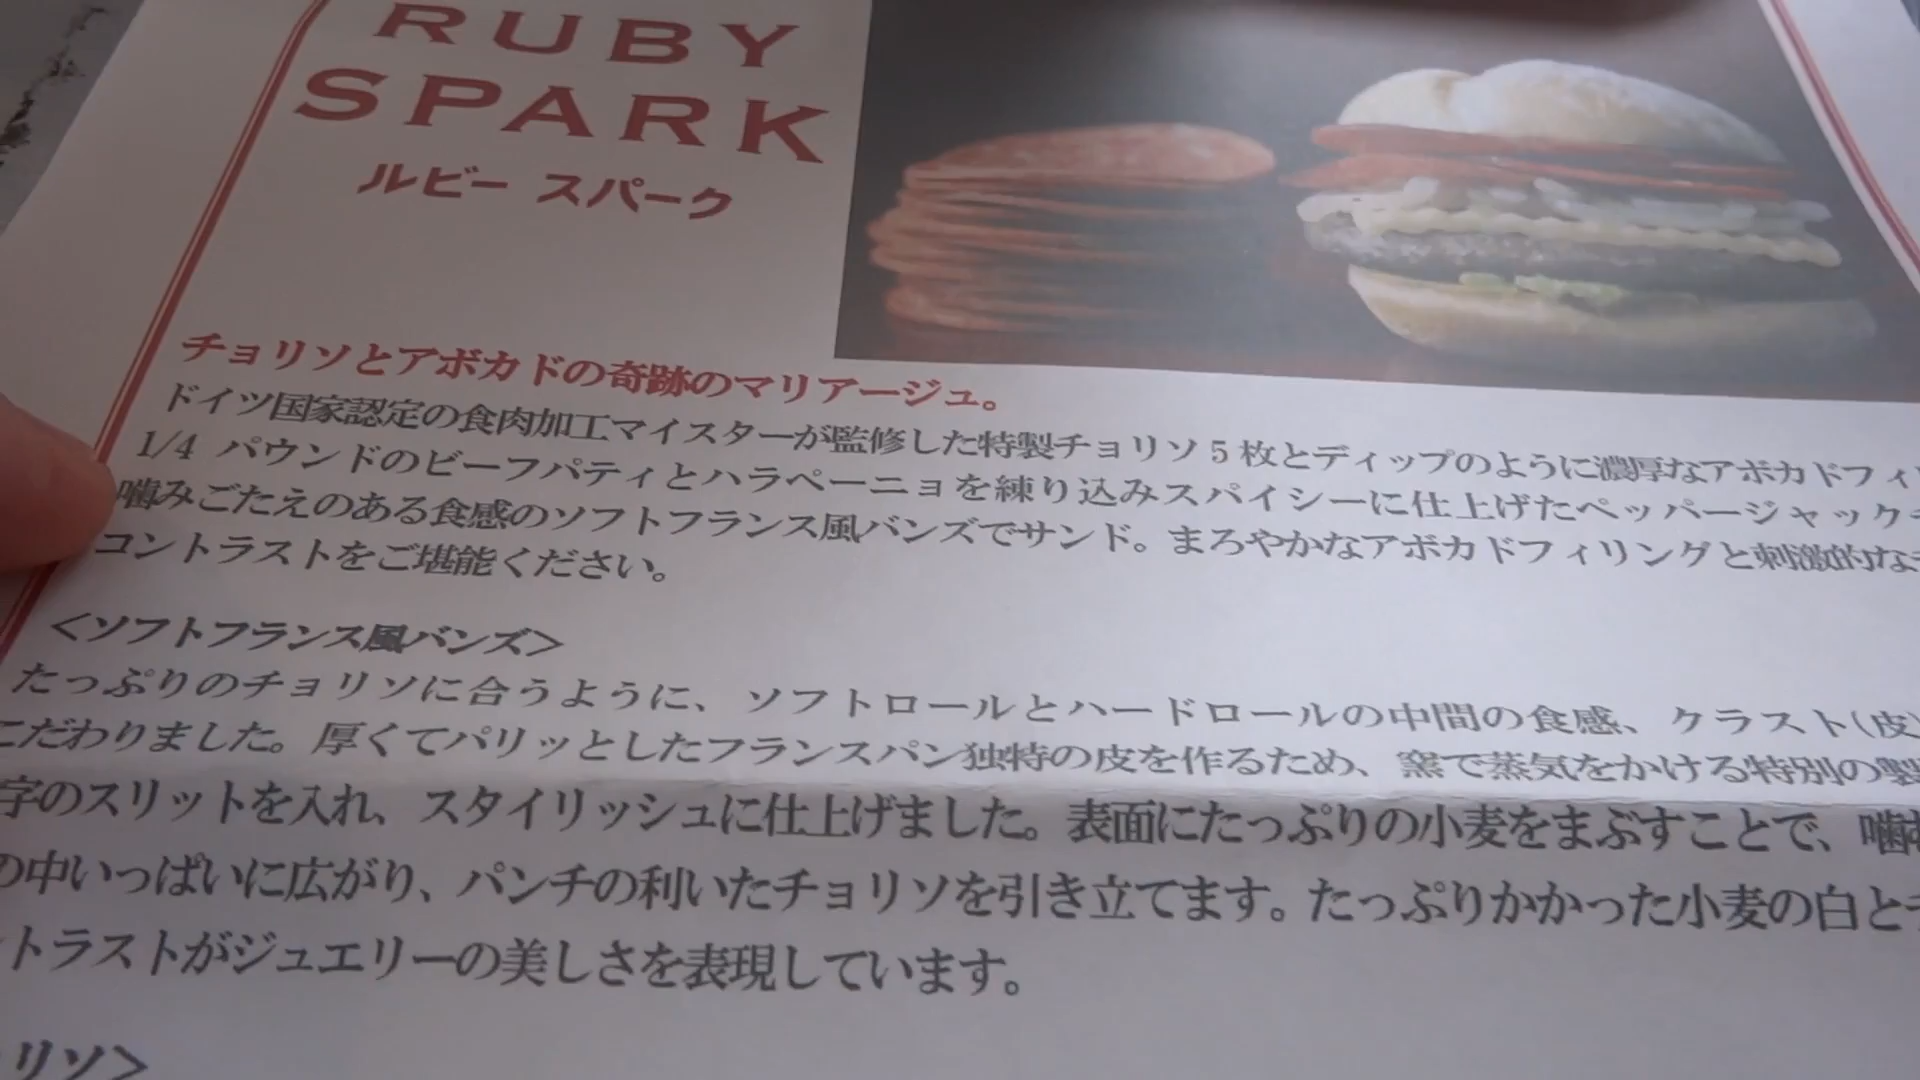 RUBY
SPARK
ルビー スパーク
チョリソとアボカドの奇跡のマリアージュ。
ドイツ国家認定の食肉加工マイスターが監修した特製チョリソ5枚とディップのように濃厚なアボカドフィ
1/4 パウンドのビーフパティとハラペーニョを練り込みスパイシーに仕上げたペッパージャック
噛みごたえのある食感のソフトフランス風バンズでサンド。まろやかなアボカドフィリングと刺激的な
コントラストをご堪能ください。
<ソフトフランス風バンズ>
たっぷりのチョリソに合うように、ソフトロールとハードロールの中間の食感、クラスト(皮)
こだわりました。厚くてパリッとしたフランスパン独特の皮を作るため、窯で蒸気をかける特別の製
字のスリットを入れ、スタイリッシュに仕上げました。表面にたっぷりの小麦をまぶすことで、噛む
の中いっぱいに広がり、パンチの利いたチョリソを引き立てます。たっぷりかかった小麦の白と
トラストがジュエリーの美しさを表現しています。
リソ>